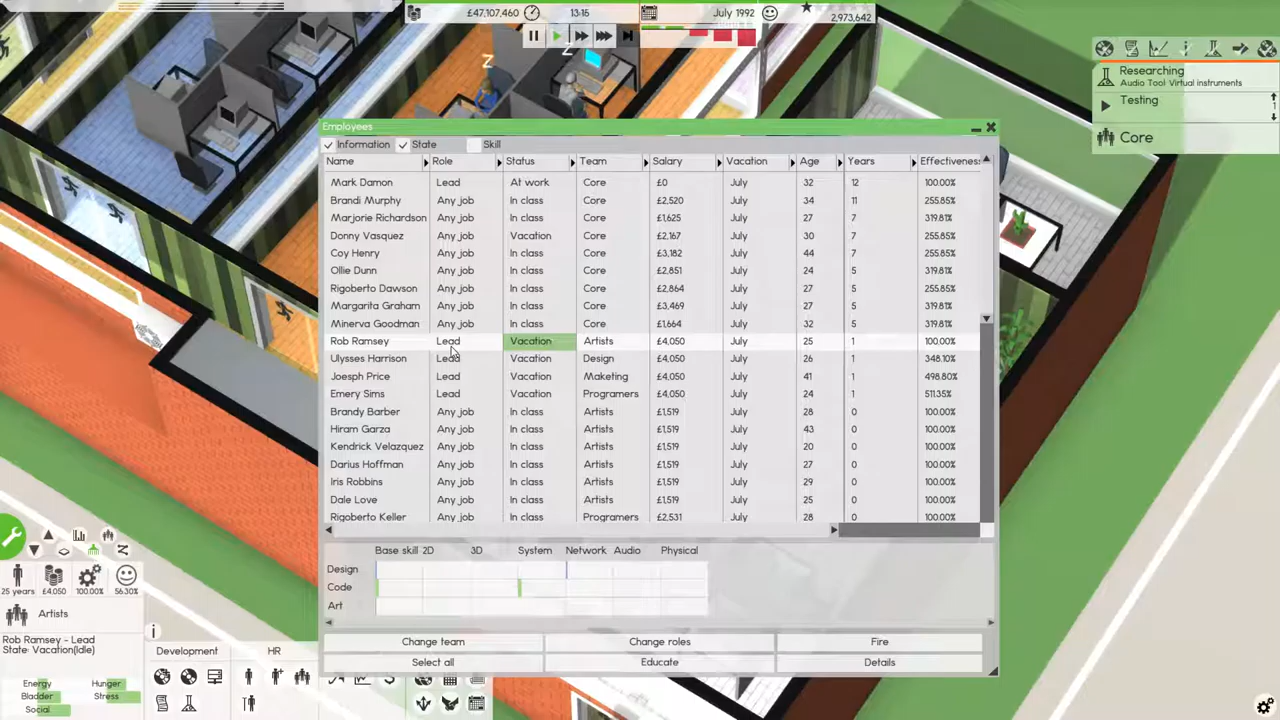 £47,107,460 13:15 July 1992 2,973,642
Researching
Audio Tool: Virtual instruments
Testing
Core
Z
Z
Employees
Information State Skill
Name Role Status Team Salary Vacation Age Years Effectiveness
Mark Damon Lead At work Core £0 July 32 12 100.00%
Brandi Murphy Any job In class Core £2,520 July 34 11 255.85%
Marjorie Richardson Any job In class Core £1,625 July 27 7 319.81%
Donny Vasquez Any job Vacation Core £2,167 July 30 7 255.85%
Coy Henry Any job In class Core £3,182 July 44 7 255.85%
Ollie Dunn Any job In class Core £2,851 July 24 5 319.81%
Rigoberto Dawson Any job In class Core £2,864 July 27 5 255.85%
Margarita Graham Any job In class Core £3,469 July 27 5 319.81%
Minerva Goodman Any job In class Core £1,664 July 32 5 319.81%
Rob Ramsey Lead Vacation Artists £4,050 July 25 1 100.00%
Ulysses Harrison Lead Vacation Design £4,050 July 26 1 348.10%
Joesph Price Lead Vacation Maketing £4,050 July 41 1 498.80%
Emery Sims Lead Vacation Programers £4,050 July 24 1 511.35%
Brandy Barber Any job In class Artists £1,519 July 28 0 100.00%
Hiram Garza Any job In class Artists £1,519 July 43 0 100.00%
Kendrick Velazquez Any job In class Artists £1,519 July 20 0 100.00%
Darius Hoffman Any job In class Artists £1,519 July 27 0 100.00%
Iris Robbins Any job In class Artists £1,519 July 29 0 100.00%
Dale Love Any job In class Artists £1,519 July 25 0 100.00%
Rigoberto Keller Any job In class Programers £2,531 July 28 0 100.00%
Base skill 2D 3D System Network Audio Physical
Design
Code
Art
Change team Change roles Fire
Select all Educate Details
25 years £4,050 100.00% 56.30%
Artists
Rob Ramsey - Lead
State: Vacation(Idle)
Energy Hunger
Bladder Stress
Social
Development HR